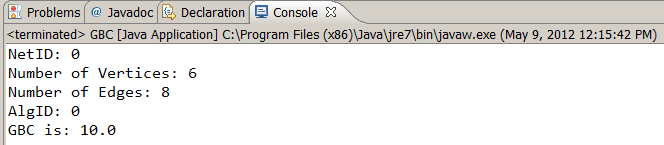 Problems @ Javadoc Declaration Console
<terminated> GBC [Java Application] C:\Program Files (x86)\Java\jre7\bin\javaw.exe (May 9, 2012 12:15:42 PM)
NetID: 0
Number of Vertices: 6
Number of Edges: 8
AlgID: 0
GBC is: 10.0